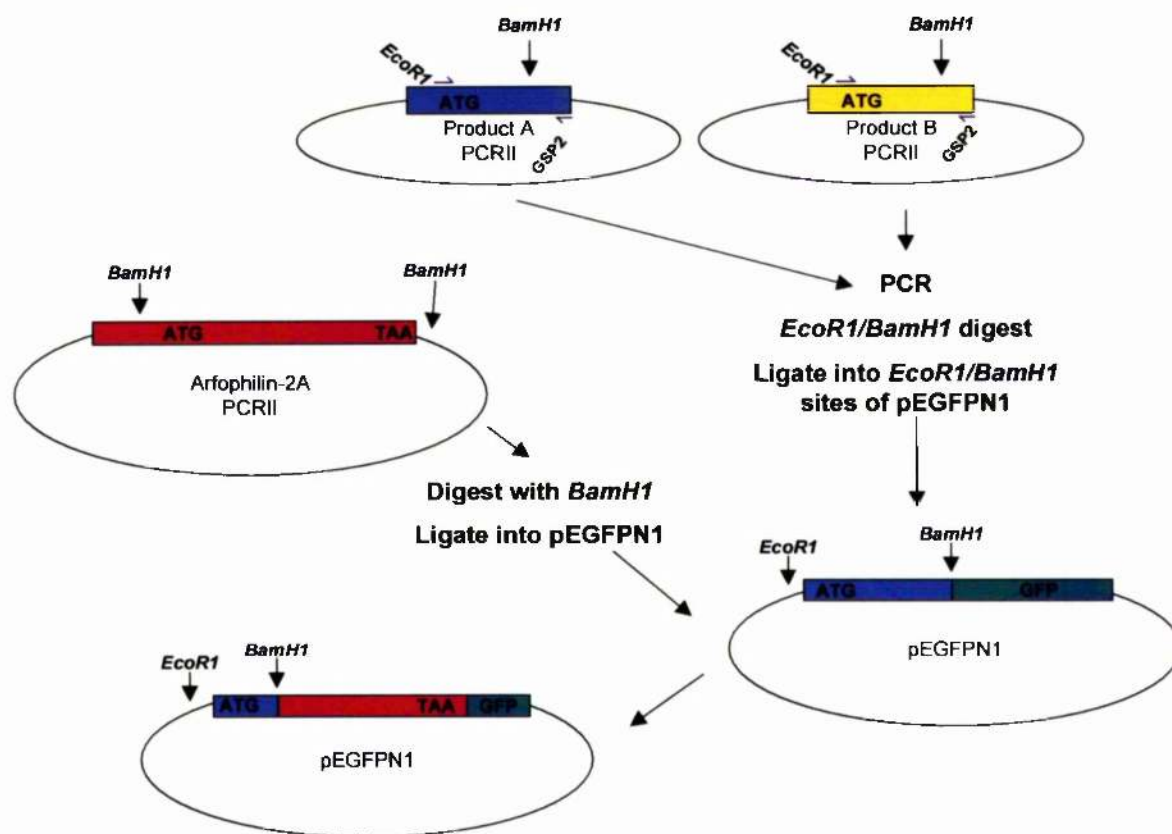 BamH1
BamH1
EcoR1
EcoR1
ATG
ATG
Product A
PCRII
GSP2
Product B
PCRII
GSP2
BamH1
BamH1
PCR
ATG
TAA
EcoR1/BamH1 digest
Arfophilin-2A
PCRII
Ligate into EcoR1/BamH1
sites of pEGFPN1
Digest with BamH1
Ligate into pEGFPN1
EcoR1
BamH1
ATG
GFP
pEGFPN1
EcoR1
BamH1
ATG
TAA
GFP
pEGFPN1